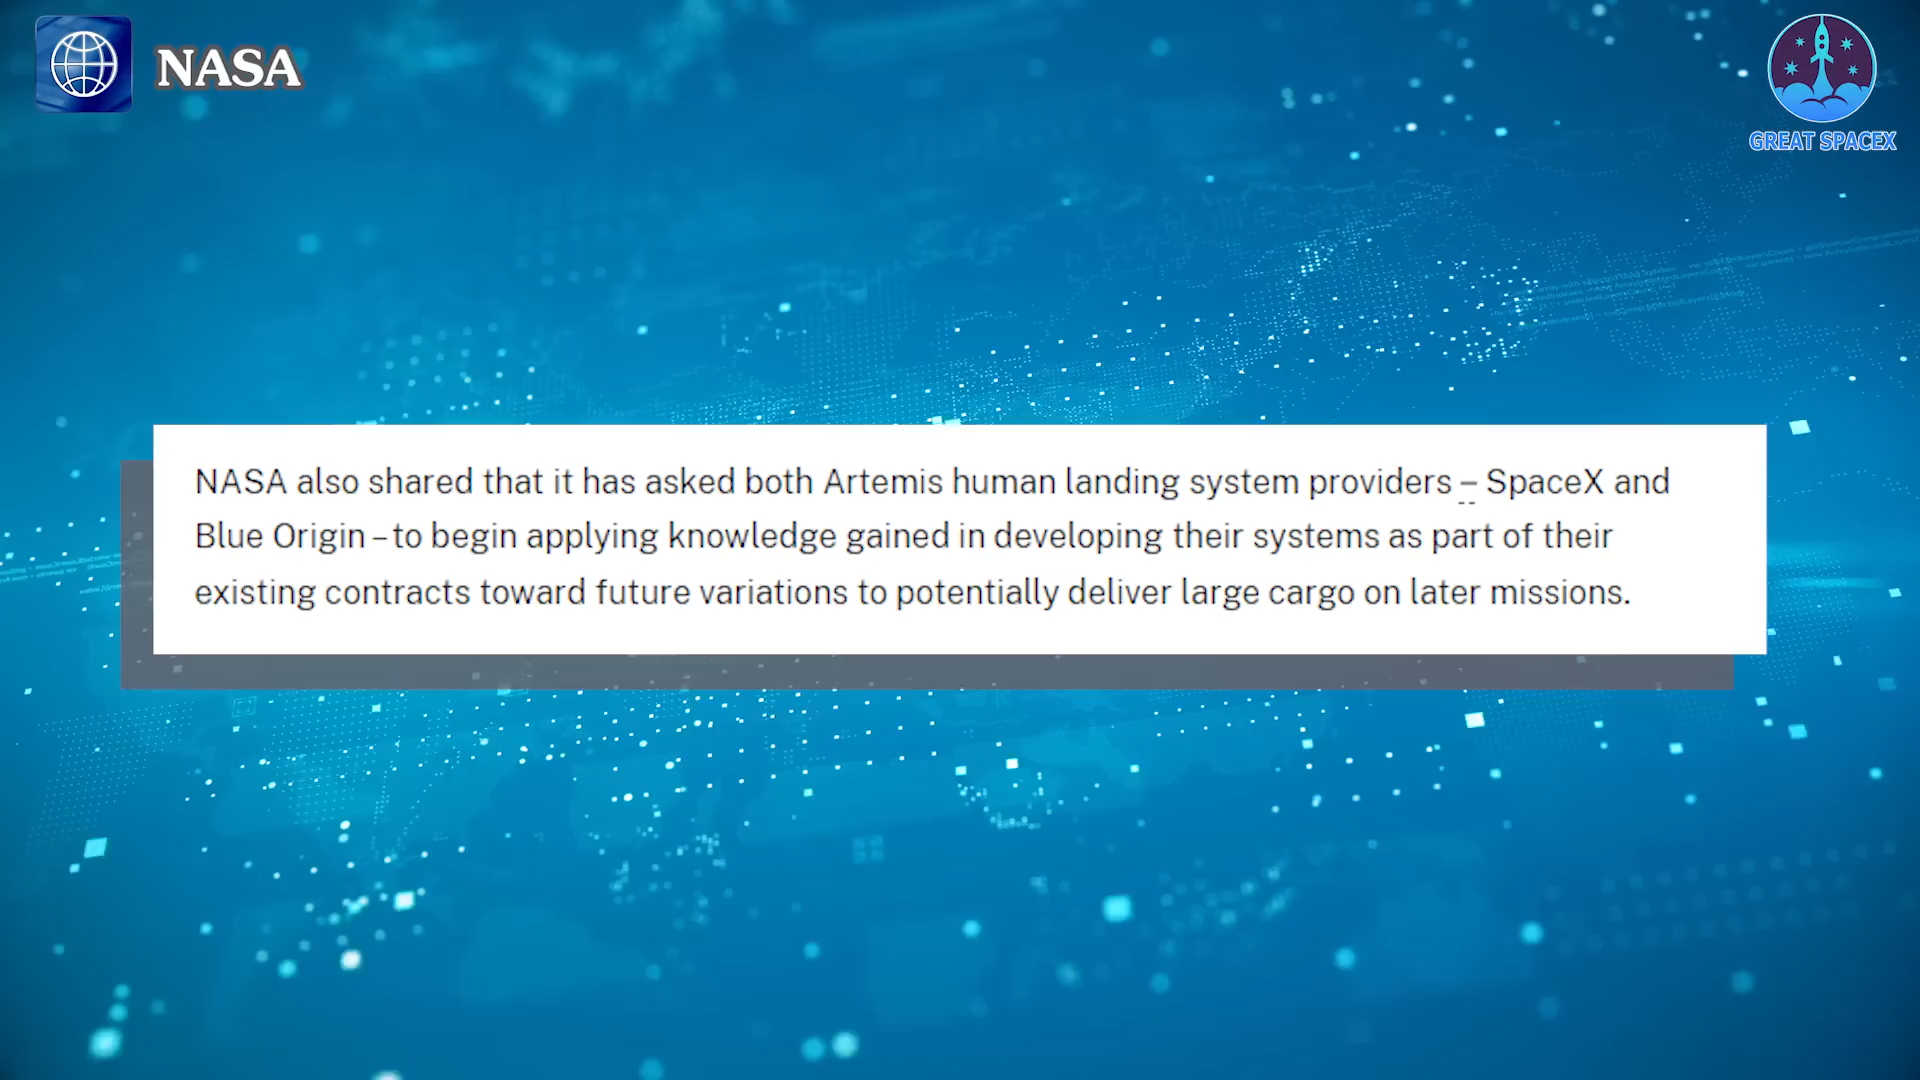 NASA
GREAT SPACEX
NASA also shared that it has asked both Artemis human landing system providers – SpaceX and
Blue Origin – to begin applying knowledge gained in developing their systems as part of their
existing contracts toward future variations to potentially deliver large cargo on later missions.